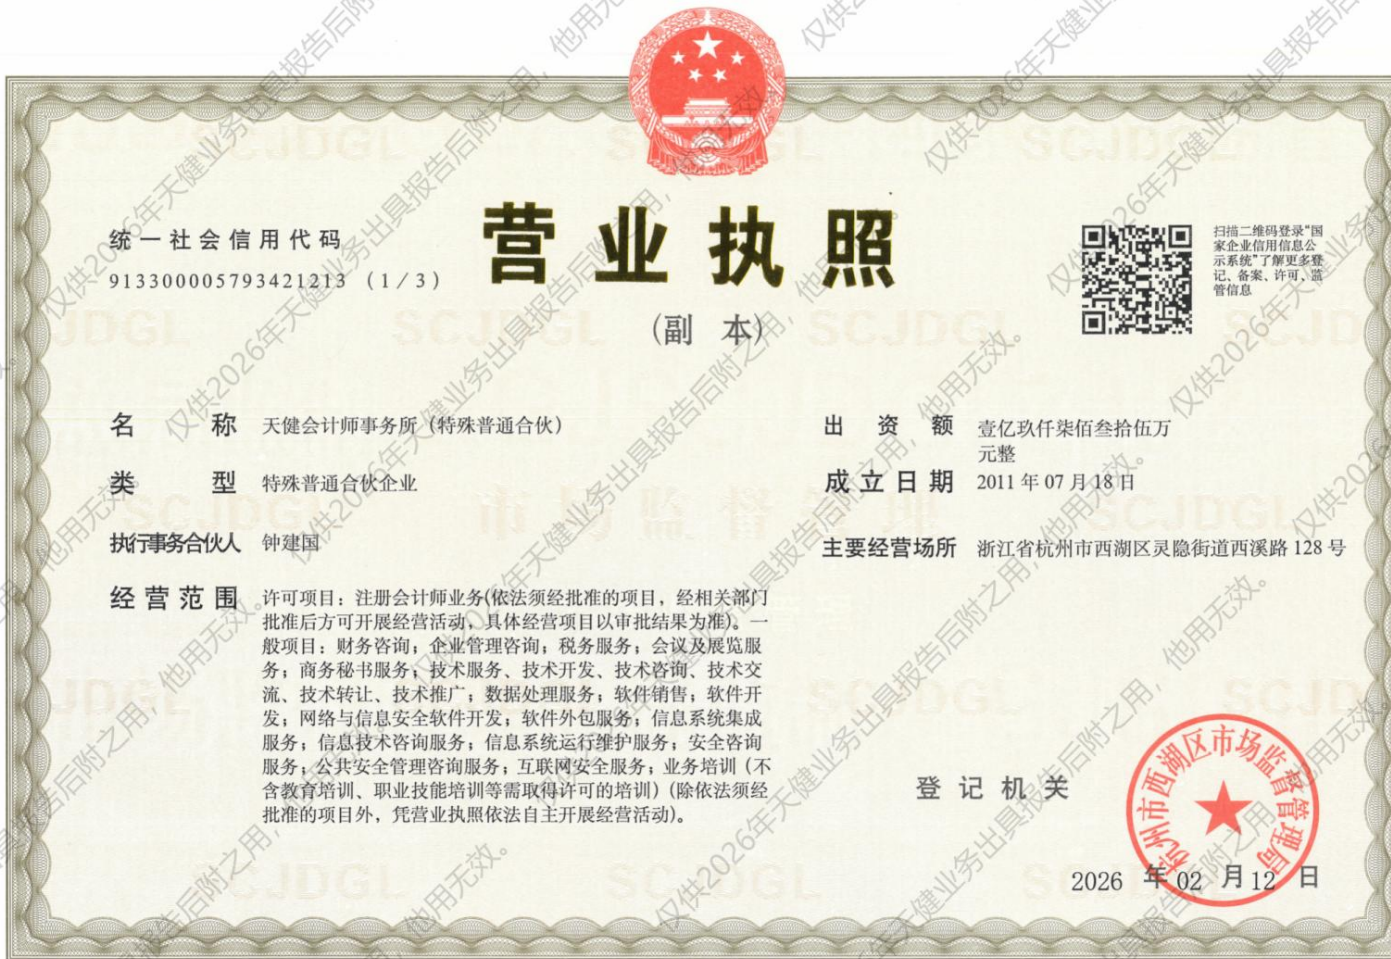 营业执照
（副 本）
统一社会信用代码
913300005793421213 （1/3）
扫描二维码登录“国
家企业信用信息公
示系统”了解更多登
记、备案、许可、监
管信息
名 称 天健会计师事务所（特殊普通合伙）
类 型 特殊普通合伙企业
执行事务合伙人 钟建国
经营范围 许可项目：注册会计师业务(依法须经批准的项目，经相关部门
批准后方可开展经营活动，具体经营项目以审批结果为准)。一
般项目：财务咨询；企业管理咨询；税务服务；会议及展览服
务；商务秘书服务；技术服务、技术开发、技术咨询、技术交
流、技术转让、技术推广；数据处理服务；软件销售；软件开
发；网络与信息安全软件开发；软件外包服务；信息系统集成
服务；信息技术咨询服务；信息系统运行维护服务；安全咨询
服务；公共安全管理咨询服务；互联网安全服务；业务培训（不
含教育培训、职业技能培训等需取得许可的培训）(除依法须经
批准的项目外，凭营业执照依法自主开展经营活动)。
出 资 额 壹亿玖仟柒佰叁拾伍万
元整
成立日期 2011 年 07 月 18 日
主要经营场所 浙江省杭州市西湖区灵隐街道西溪路 128 号
登记机关
杭州市西湖区市场监督管理局
2026 年 02 月 12 日
仅供2026年天健业务出具报告后附之用，他用无效。
SCJDGL
市场监督管理